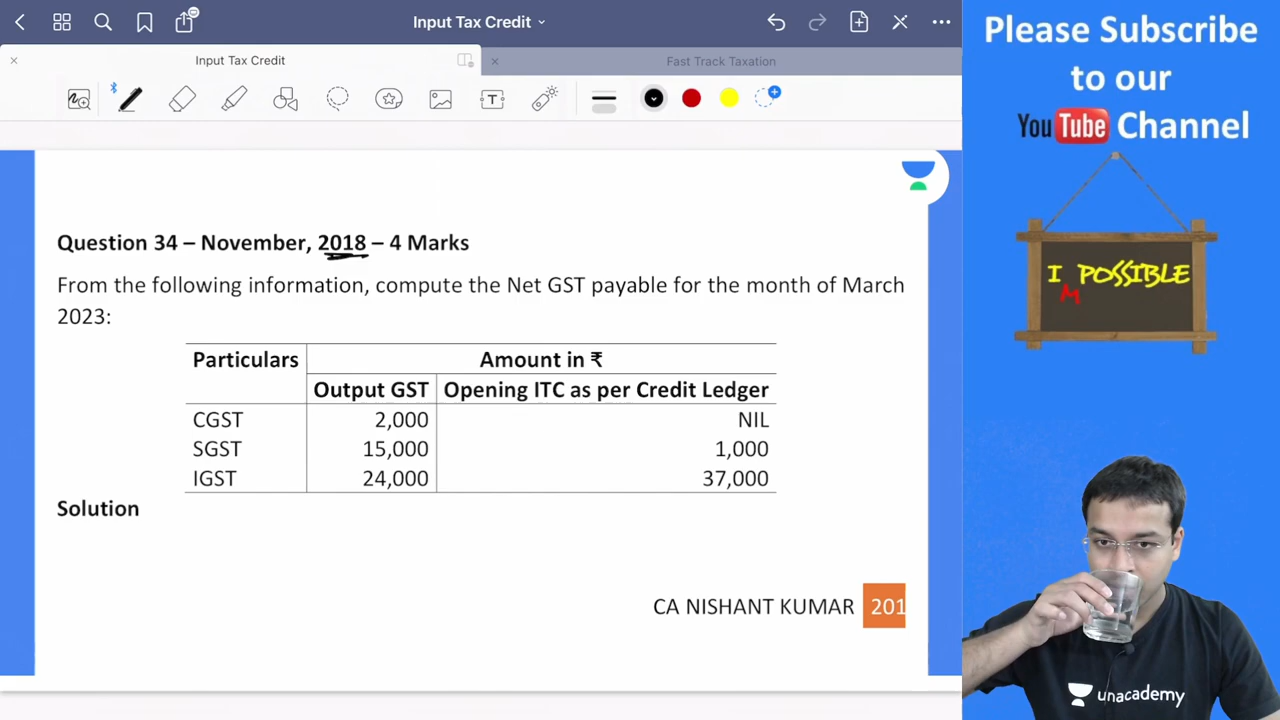 Input Tax Credit
Input Tax Credit
Fast Track Taxation
Please Subscribe
to our
YouTube Channel
I POSSIBLE
M
Question 34 – November, 2018 – 4 Marks
From the following information, compute the Net GST payable for the month of March
2023:
Particulars Amount in ₹
Output GST Opening ITC as per Credit Ledger
CGST 2,000 NIL
SGST 15,000 1,000
IGST 24,000 37,000
Solution
CA NISHANT KUMAR 201
unacademy